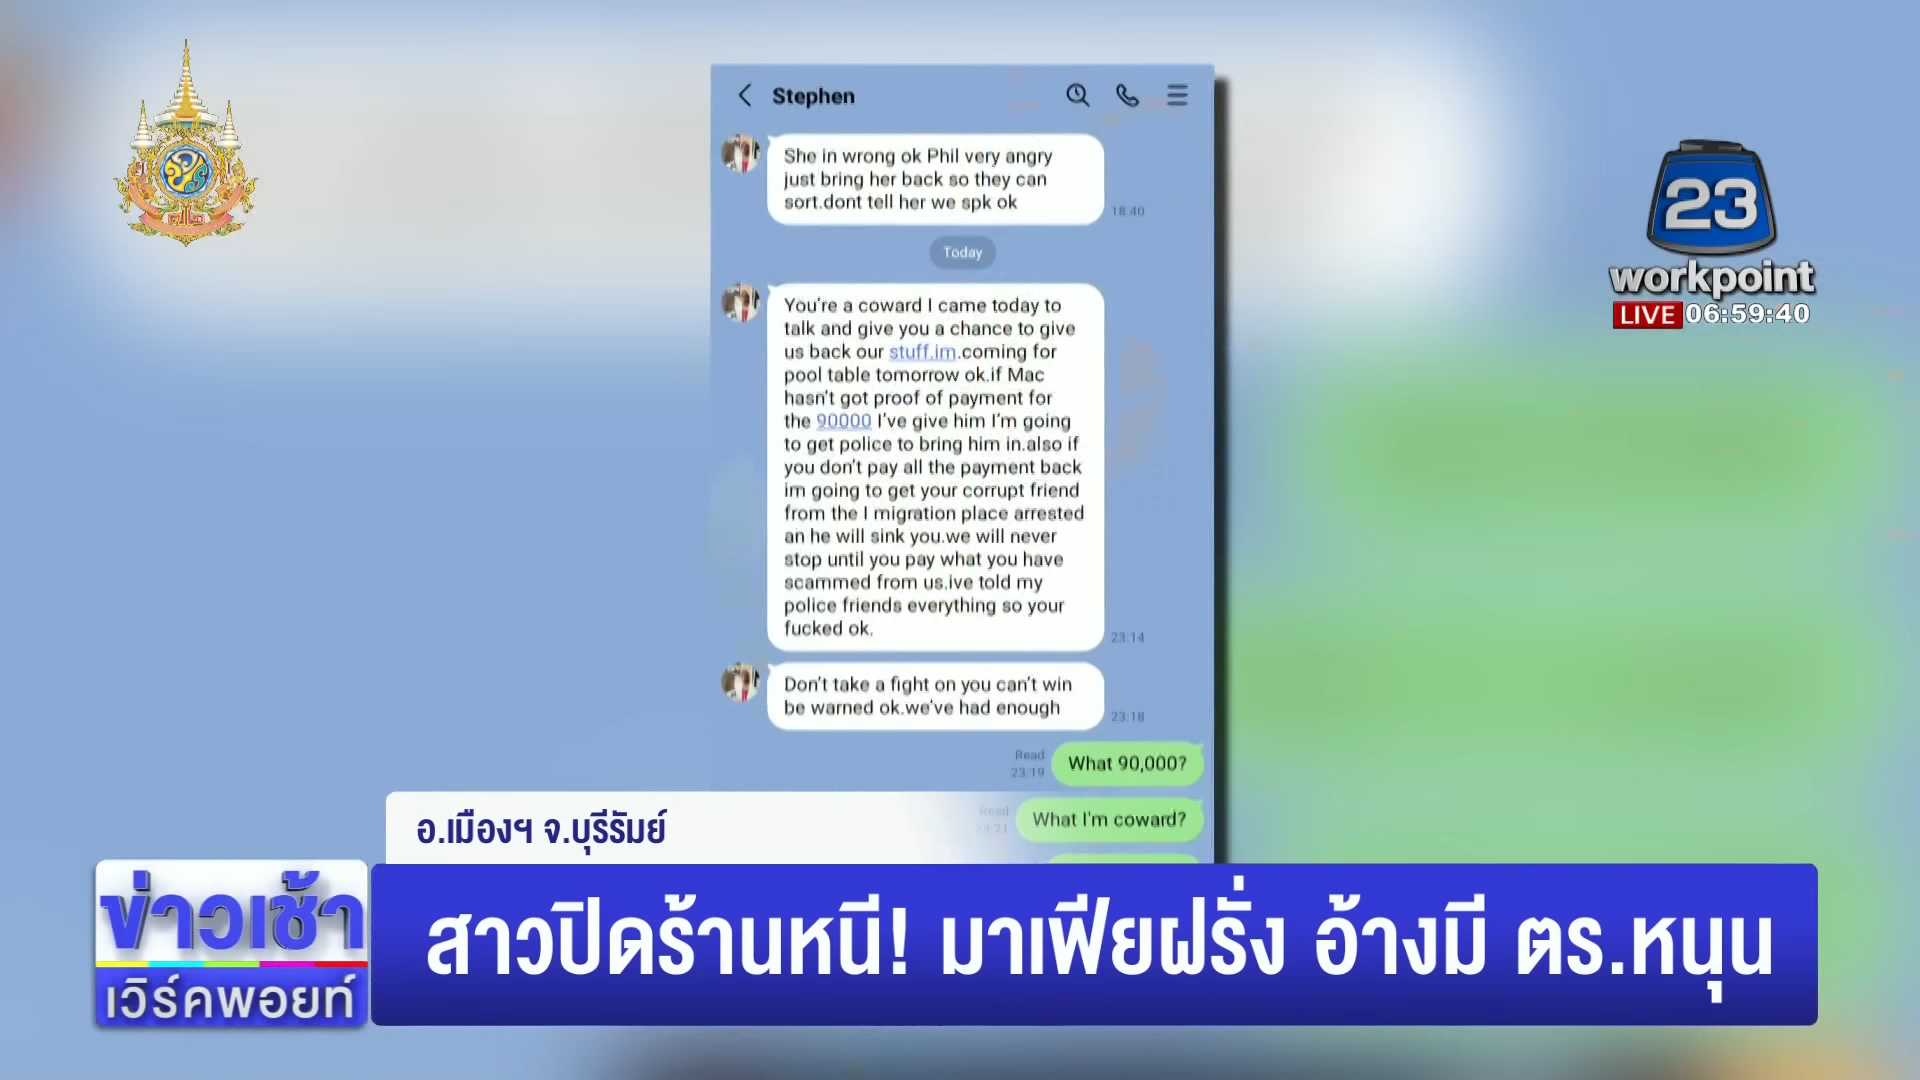 Stephen
She in wrong ok Phil very angry
just bring her back so they can
sort.dont tell her we spk ok
18:40
Today
You're a coward I came today to
talk and give you a chance to give
us back our stuff.im.coming for
pool table tomorrow ok.if Mac
hasn't got proof of payment for
the 90000 I've give him I'm going
to get police to bring him in.also if
you don't pay all the payment back
im going to get your corrupt friend
from the I migration place arrested
an he will sink you.we will never
stop until you pay what you have
scammed from us.ive told my
police friends everything so your
fucked ok.
23:14
Don't take a fight on you can't win
be warned ok.we've had enough
23:18
Read
23:19
What 90,000?
Read
23:21
What I'm coward?
23
workpoint
LIVE 06:59:40
อ.เมืองฯ จ.บุรีรัมย์
ข่าวเช้า
เวิร์คพอยท์
สาวปิดร้านหนี! มาเฟียฝรั่ง อ้างมี ตร.หนุน